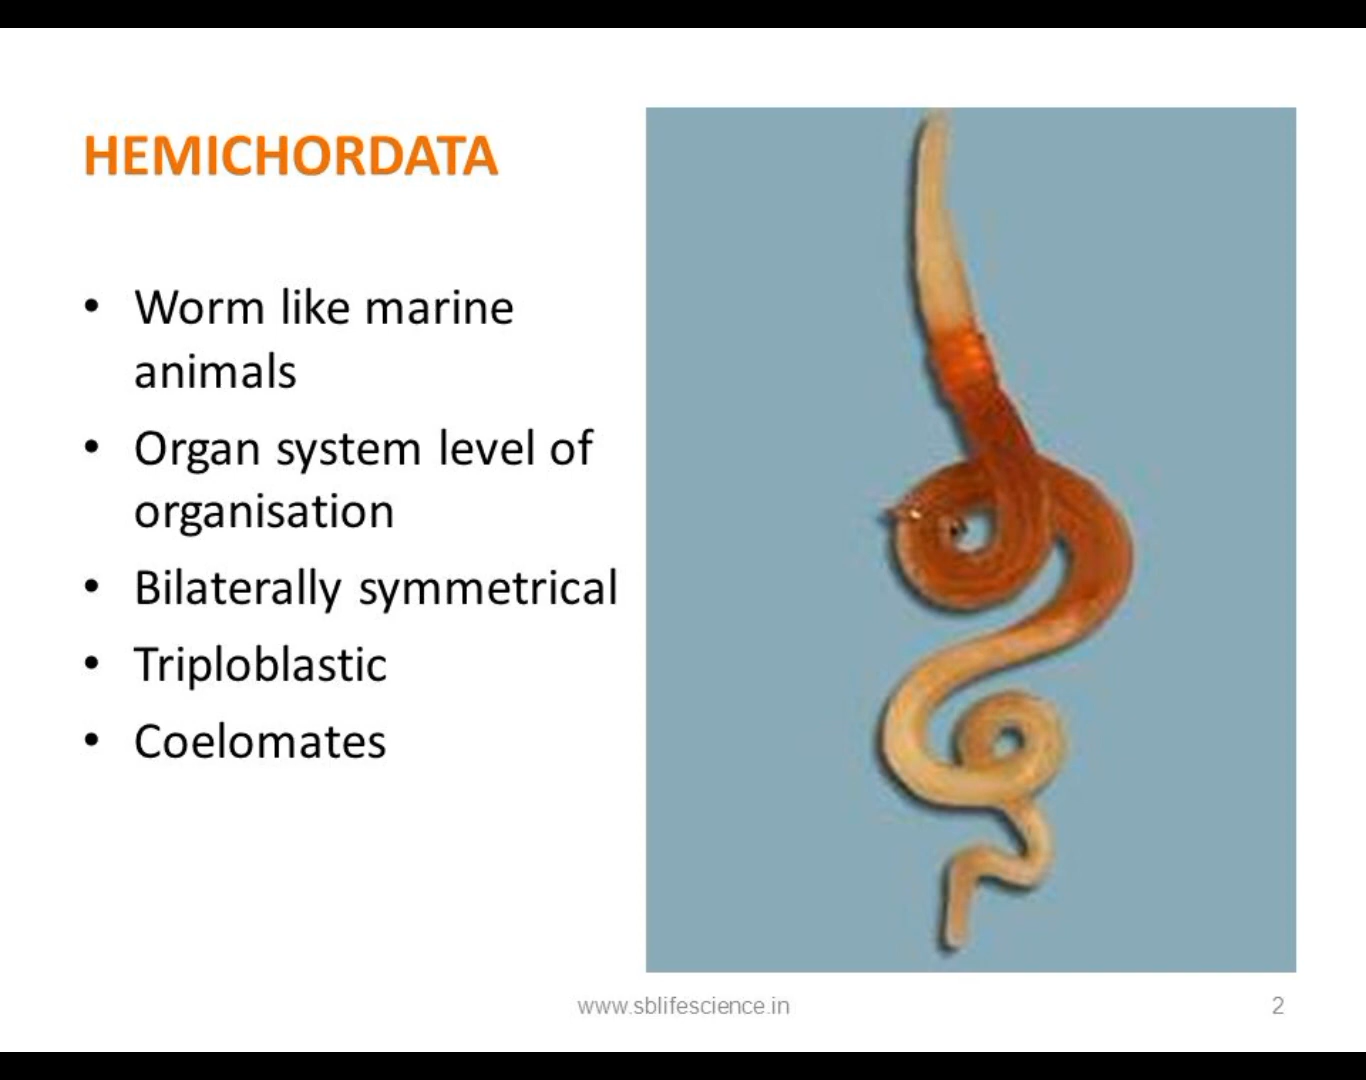 HEMICHORDATA
• Worm like marine
animals
• Organ system level of
organisation
• Bilaterally symmetrical
• Triploblastic
• Coelomates
www.sblifescience.in
2